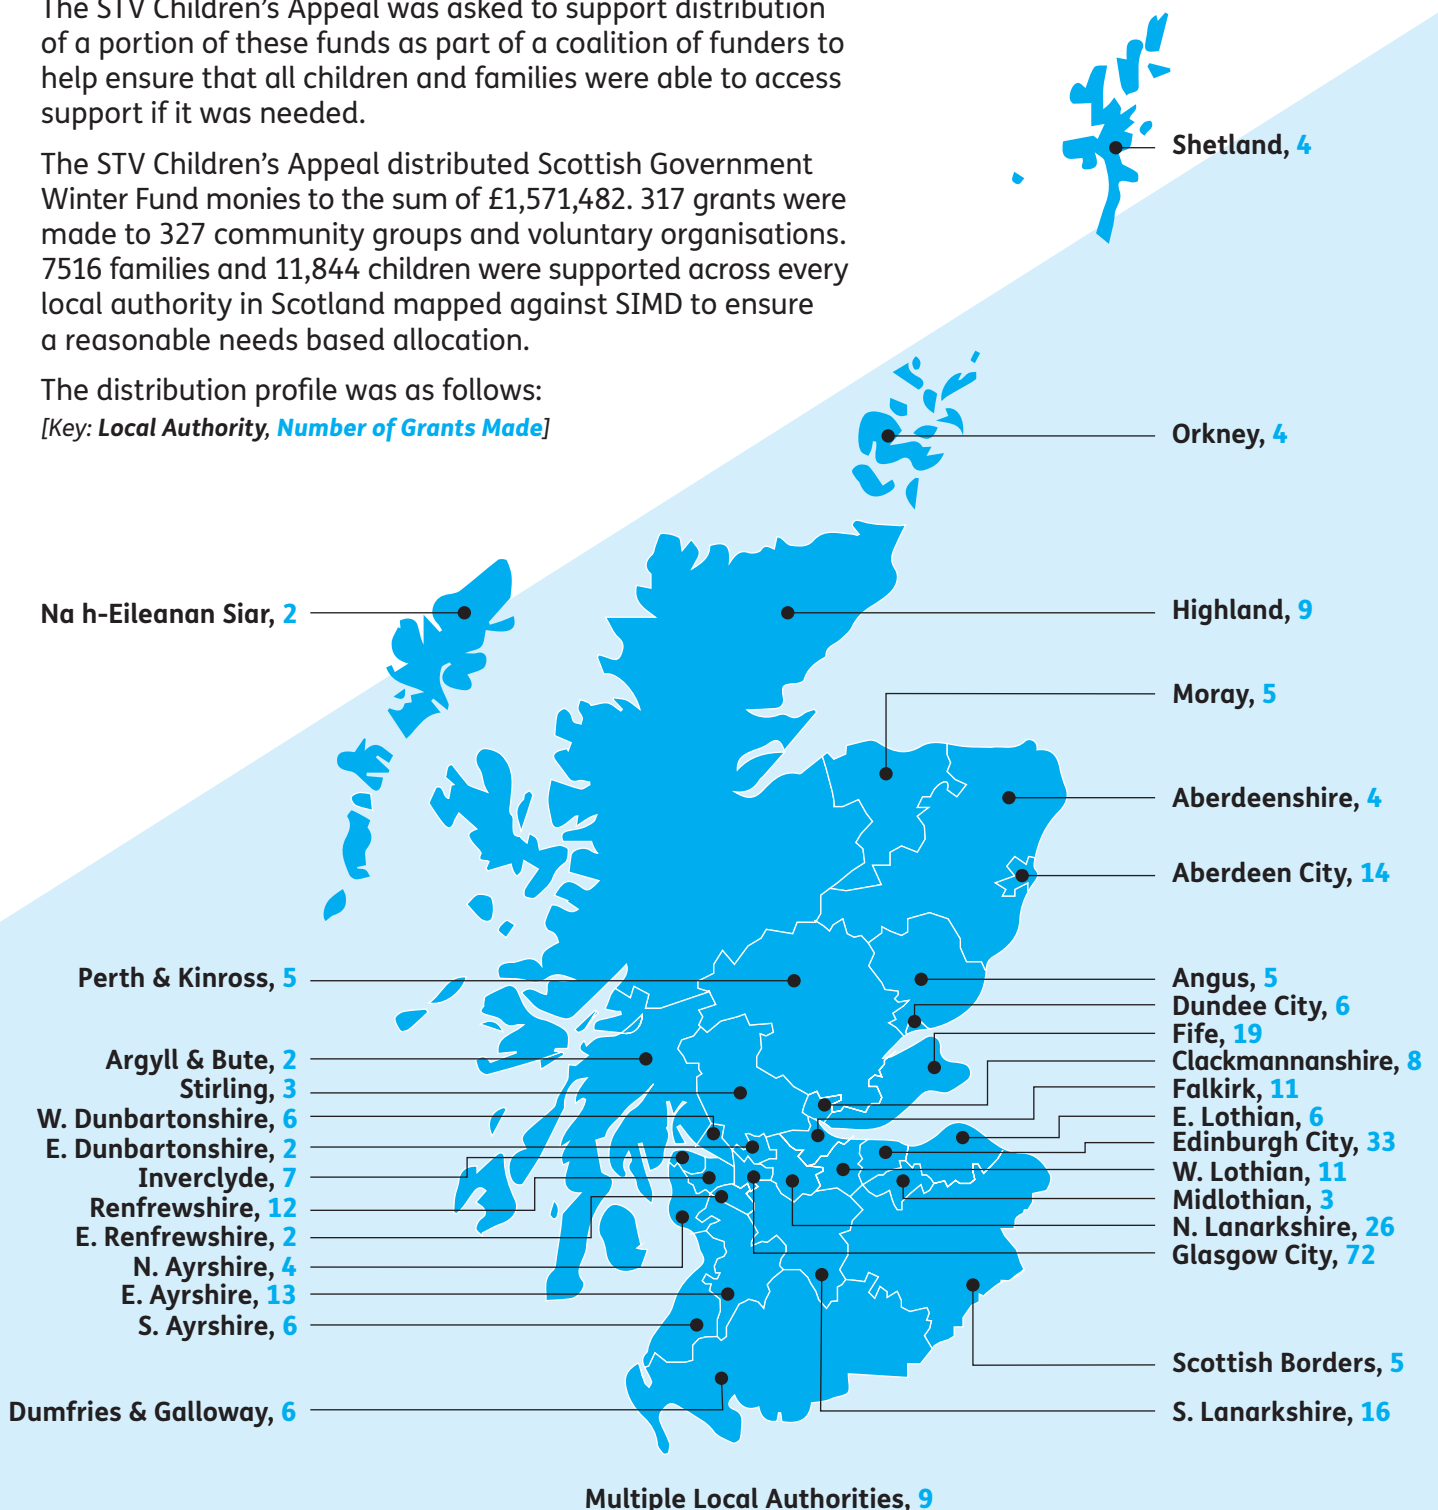 The STV Children's Appeal was asked to support distribution
of a portion of these funds as part of a coalition of funders to
help ensure that all children and families were able to access
support if it was needed.
The STV Children's Appeal distributed Scottish Government
Winter Fund monies to the sum of £1,571,482. 317 grants were
made to 327 community groups and voluntary organisations.
7516 families and 11,844 children were supported across every
local authority in Scotland mapped against SIMD to ensure
a reasonable needs based allocation.
The distribution profile was as follows:
[Key: Local Authority, Number of Grants Made]
Shetland, 4
Orkney, 4
Na h-Eileanan Siar, 2
Highland, 9
Moray, 5
Aberdeenshire, 4
Aberdeen City, 14
Perth & Kinross, 5
Argyll & Bute, 2
Stirling, 3
W. Dunbartonshire, 6
E. Dunbartonshire, 2
Inverclyde, 7
Renfrewshire, 12
E. Renfrewshire, 2
N. Ayrshire, 4
E. Ayrshire, 13
S. Ayrshire, 6
Dumfries & Galloway, 6
Angus, 5
Dundee City, 6
Fife, 19
Clackmannanshire, 8
Falkirk, 11
E. Lothian, 6
Edinburgh City, 33
W. Lothian, 11
Midlothian, 3
N. Lanarkshire, 26
Glasgow City, 72
Scottish Borders, 5
S. Lanarkshire, 16
Multiple Local Authorities, 9